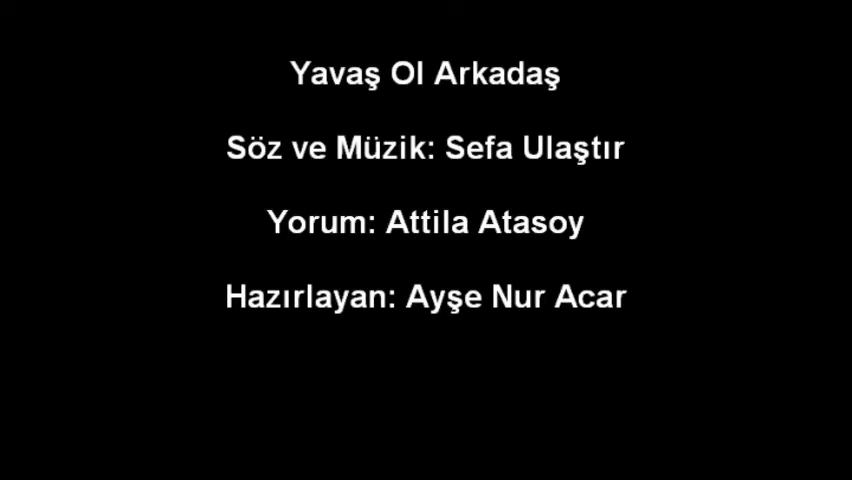 Yavaş Ol Arkadaş
Söz ve Müzik: Sefa Ulaştır
Yorum: Attila Atasoy
Hazırlayan: Ayşe Nur Acar